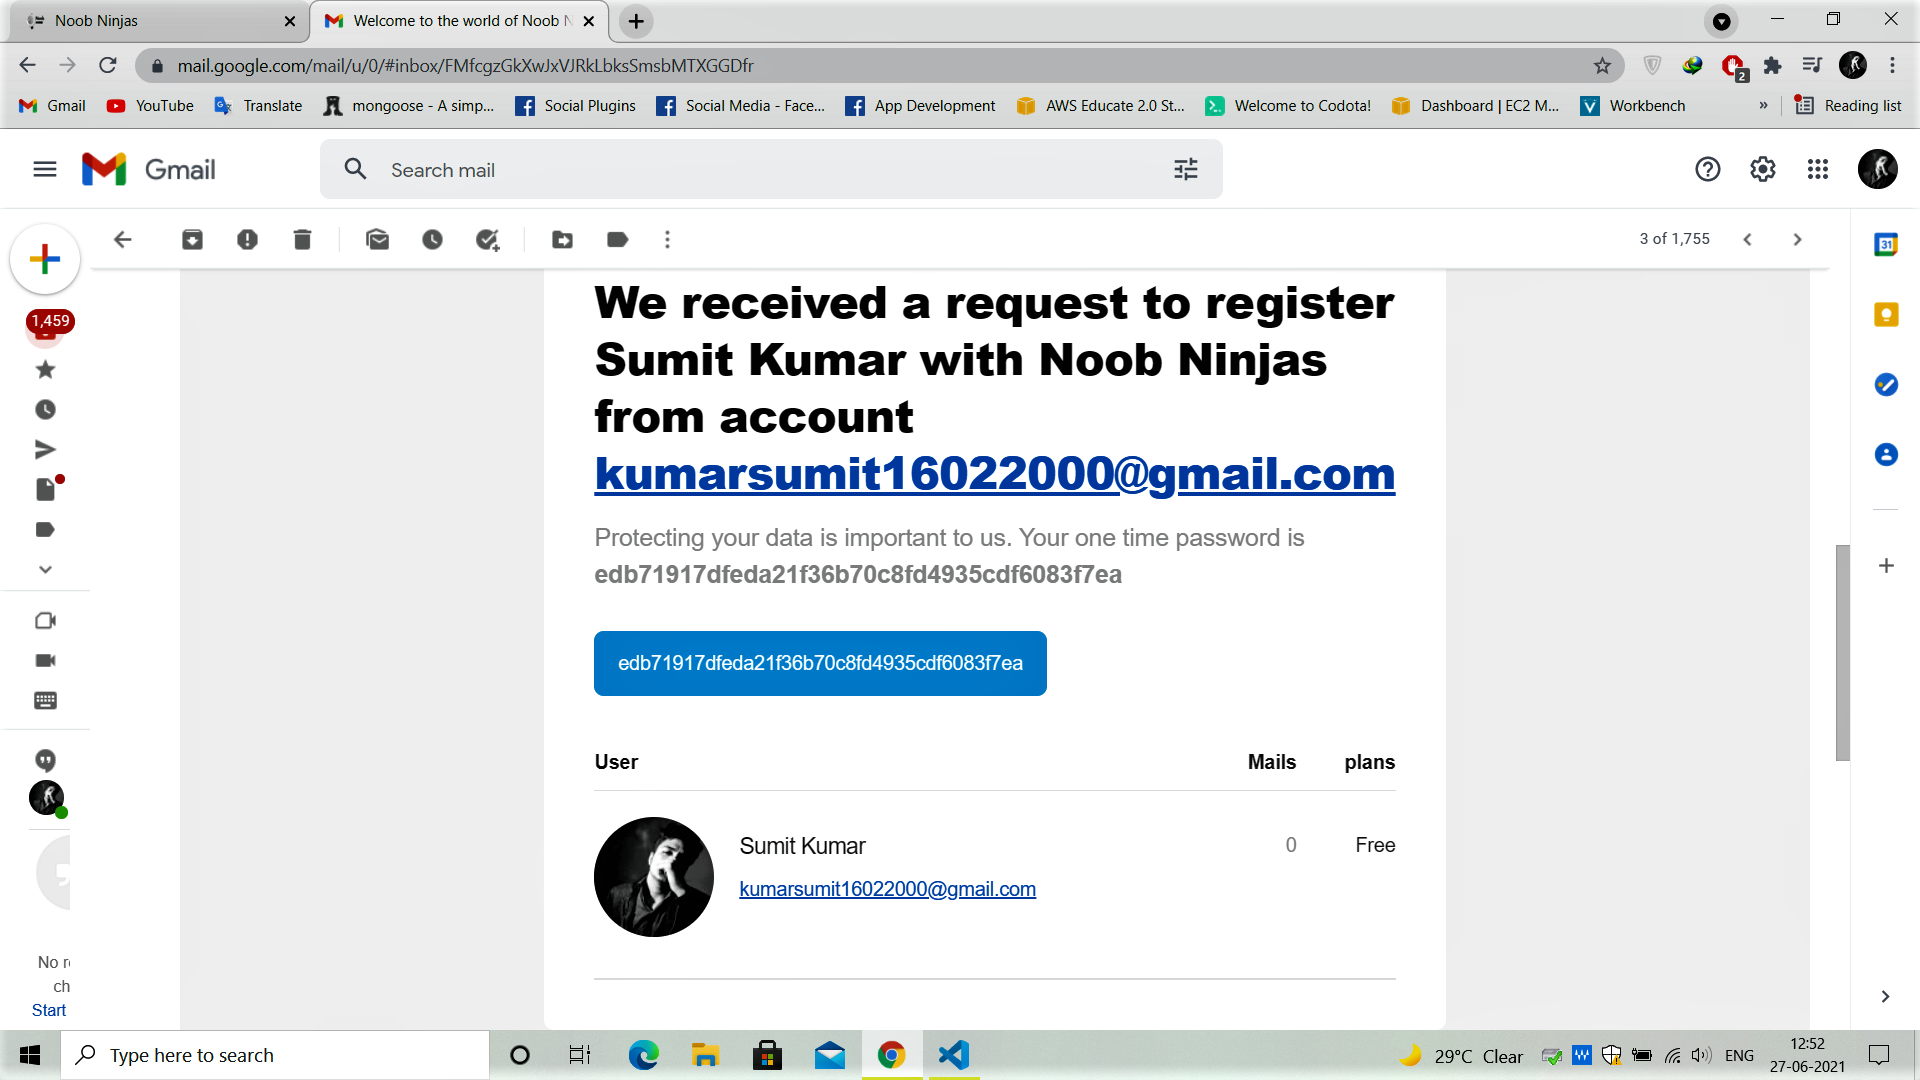 Noob Ninjas
Welcome to the world of Noob N
mail.google.com/mail/u/0/#inbox/FMfcgzGkXwJxVJRkLbksSmsbMTXGGDfr
2
Gmail
YouTube
Translate
mongoose - A simp...
Social Plugins
Social Media - Face...
App Development
AWS Educate 2.0 St...
Welcome to Codota!
Dashboard | EC2 M...
Workbench
»
Reading list
Gmail
Search mail
3 of 1,755
31
1,459
We received a request to register
Sumit Kumar with Noob Ninjas
from account
kumarsumit16022000@gmail.com
Protecting your data is important to us. Your one time password is
edb71917dfeda21f36b70c8fd4935cdf6083f7ea
edb71917dfeda21f36b70c8fd4935cdf6083f7ea
User Mails plans
Sumit Kumar 0 Free
kumarsumit16022000@gmail.com
No re
ch
Start
Type here to search
29°C Clear
ENG
12:52
27-06-2021